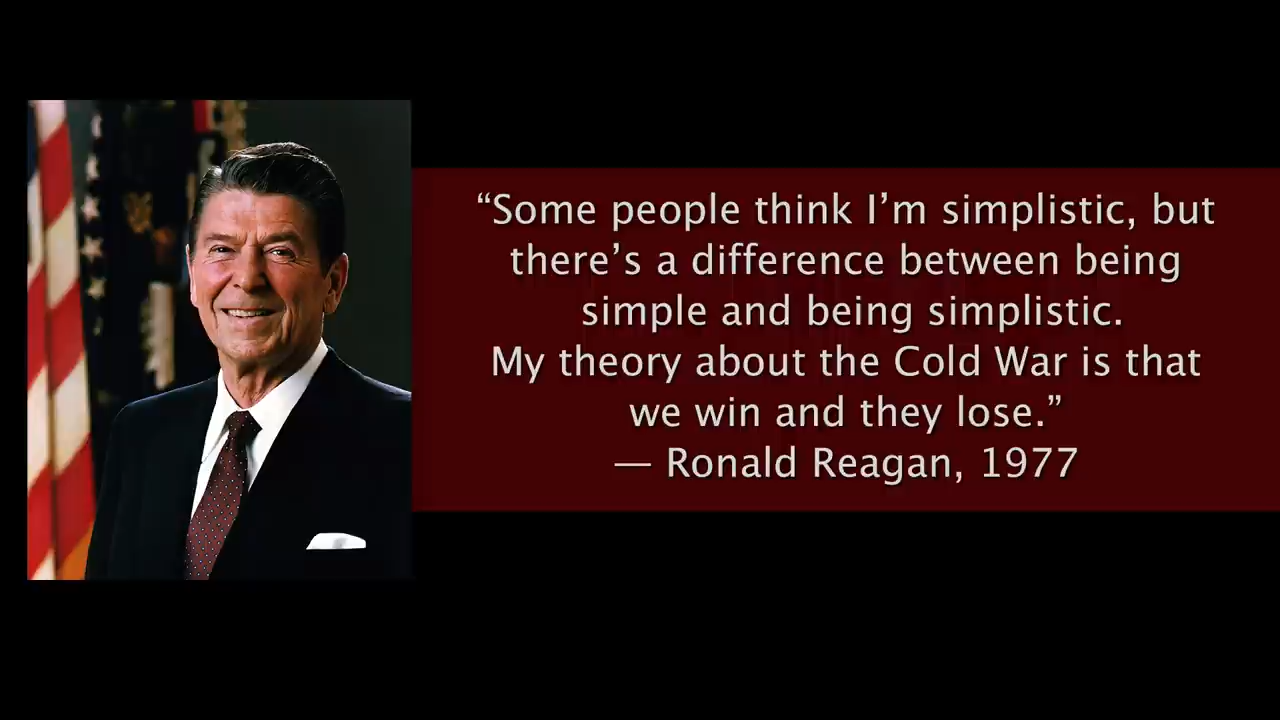 “Some people think I’m simplistic, but
there’s a difference between being
simple and being simplistic.
My theory about the Cold War is that
we win and they lose.”
— Ronald Reagan, 1977